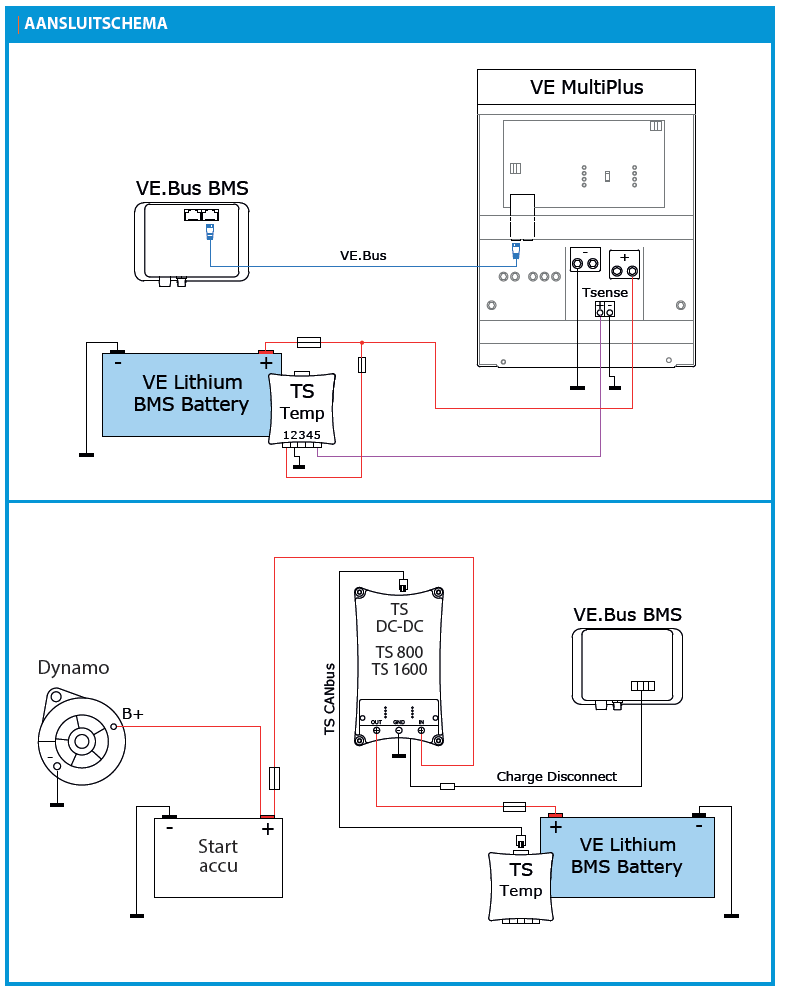 AANSLUITSCHEMA
VE MultiPlus
VE.Bus BMS
VE.Bus
- +
Tsense
+ -
- +
VE Lithium
BMS Battery
TS
Temp
12345
TS
DC-DC
TS 800
TS 1600
OUT GND IN
TS CANbus
VE.Bus BMS
Dynamo
B+
-
Charge Disconnect
- +
Start
accu
+ -
VE Lithium
BMS Battery
TS
Temp